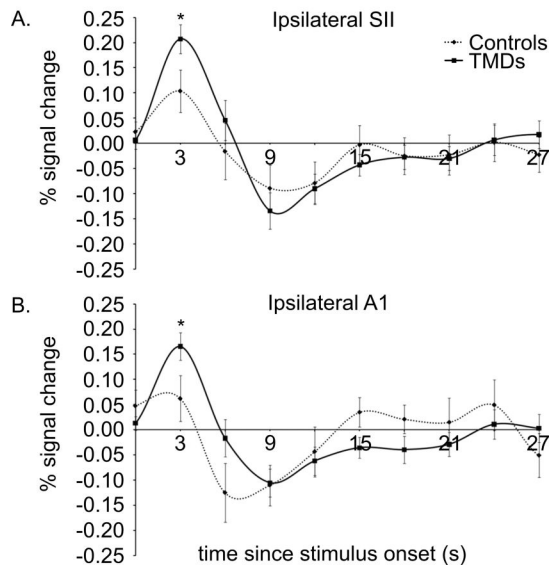 A.
Ipsilateral SII
*
Controls
TMDs
% signal change
0.25
0.20
0.15
0.10
0.05
0.00
-0.05
-0.10
-0.15
-0.20
-0.25
3 9 15 21 27
B.
Ipsilateral A1
*
% signal change
0.25
0.20
0.15
0.10
0.05
0.00
-0.05
-0.10
-0.15
-0.20
-0.25
3 9 15 21 27
time since stimulus onset (s)